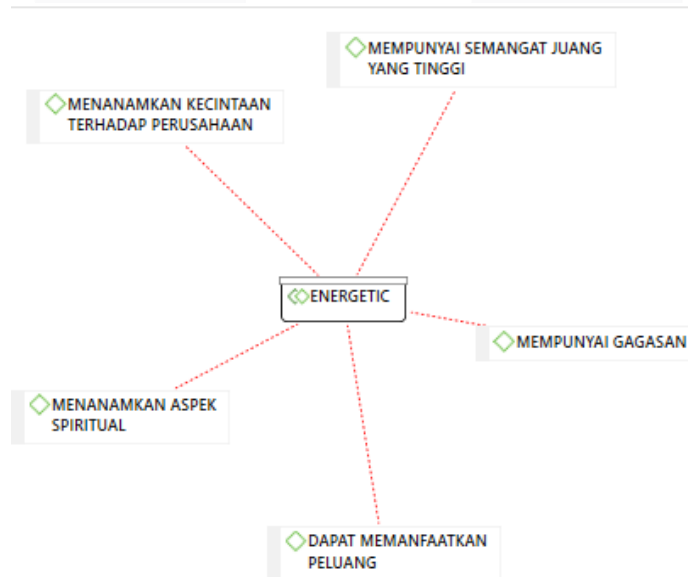 MEMPUNYAI SEMANGAT JUANG
YANG TINGGI
MENANAMKAN KECINTAAN
TERHADAP PERUSAHAAN
ENERGETIC
MEMPUNYAI GAGASAN
MENANAMKAN ASPEK
SPIRITUAL
DAPAT MEMANFAATKAN
PELUANG